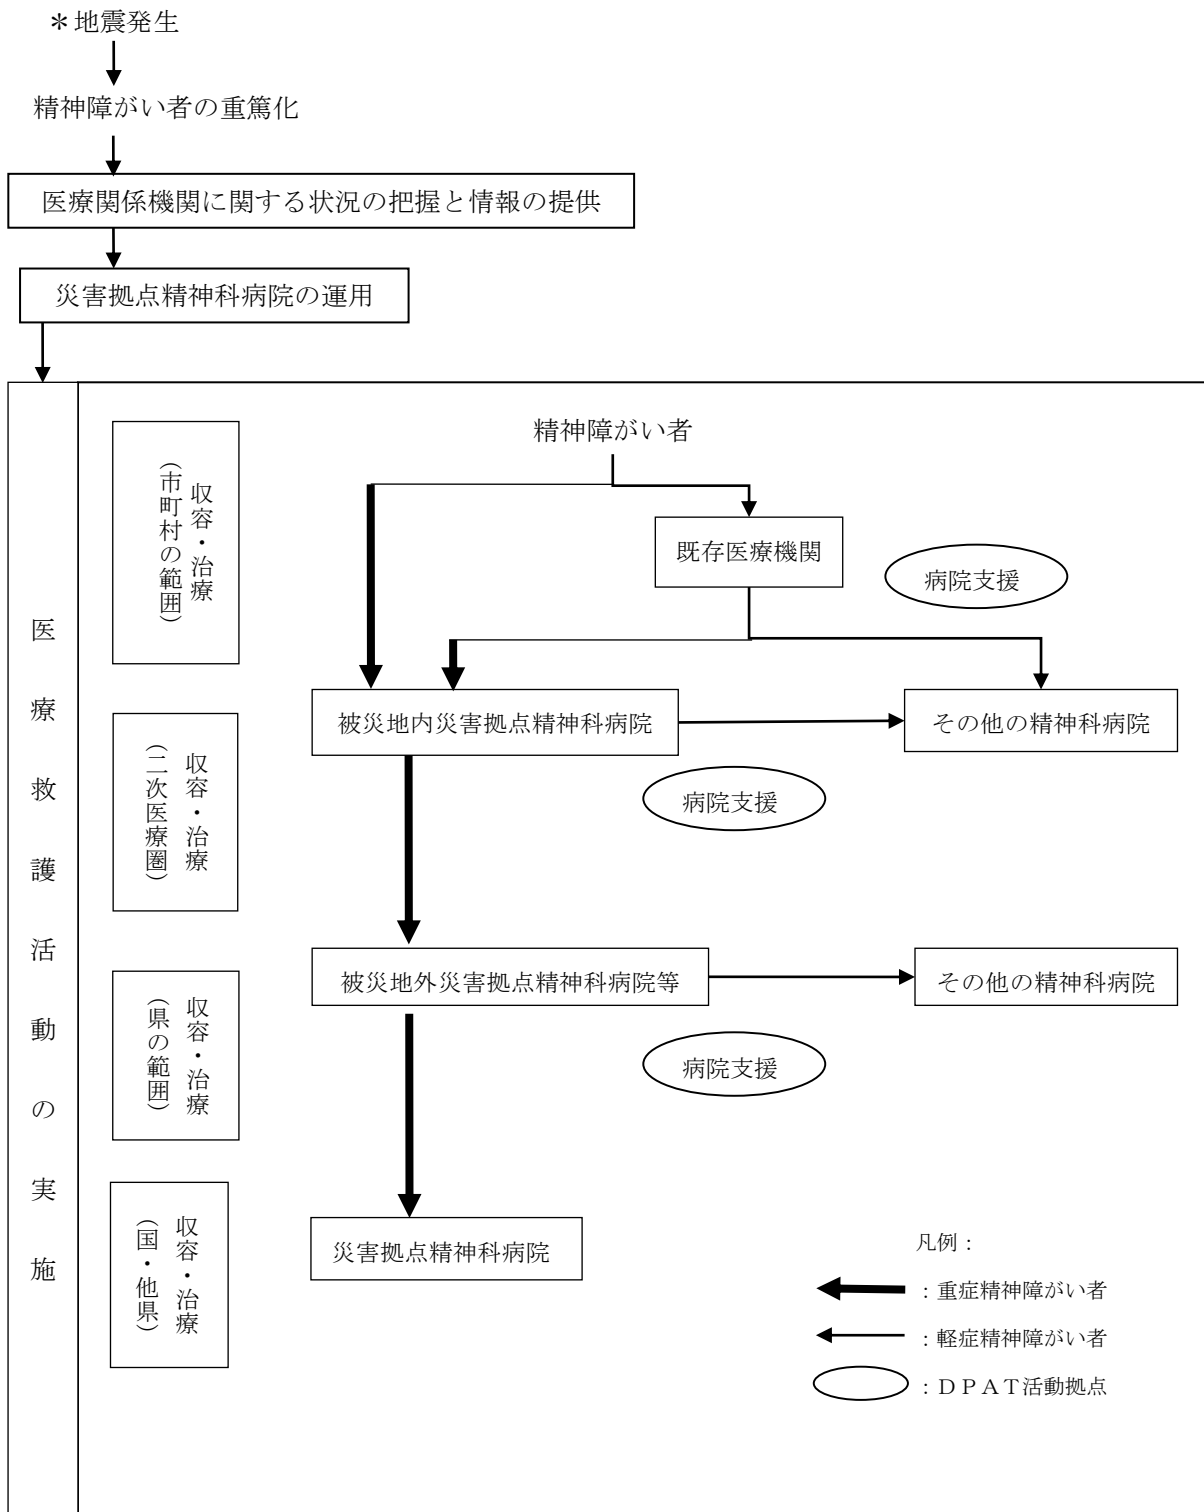 ＊地震発生
精神障がい者の重篤化
医療関係機関に関する状況の把握と情報の提供
災害拠点精神科病院の運用
医療救護活動の実施
収容・治療
（市町村の範囲）
精神障がい者
既存医療機関
病院支援
被災地内災害拠点精神科病院
その他の精神科病院
収容・治療
（二次医療圏）
病院支援
被災地外災害拠点精神科病院等
その他の精神科病院
収容・治療
（県の範囲）
病院支援
収容・治療
（国・他県）
災害拠点精神科病院
凡例：
：重症精神障がい者
：軽症精神障がい者
：ＤＰＡＴ活動拠点